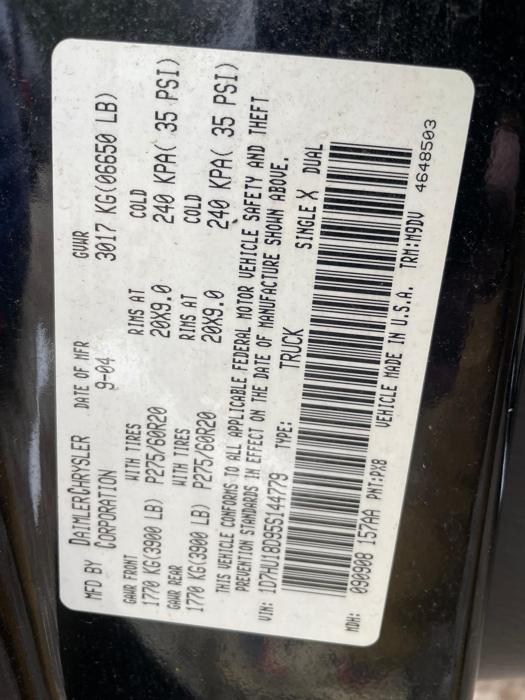 MFD BY DAIMLERCHRYSLER DATE OF MFR GVWR
CORPORATION 9-04 3017 KG(06650 LB)
GAWR FRONT WITH TIRES RIMS AT COLD
1770 KG(3900 LB) P275/60R20 20X9.0 240 KPA( 35 PSI)
GAWR REAR WITH TIRES RIMS AT COLD
1770 KG(3900 LB) P275/60R20 20X9.0 240 KPA( 35 PSI)
THIS VEHICLE CONFORMS TO ALL APPLICABLE FEDERAL MOTOR VEHICLE SAFETY AND THEFT
PREVENTION STANDARDS IN EFFECT ON THE DATE OF MANUFACTURE SHOWN ABOVE.
VIN: 1D7HU18D95S144779 TYPE: TRUCK SINGLE X DUAL
MDH: 090908 157AA PNT:PX8 VEHICLE MADE IN U.S.A. TRM:M9DV 4648503